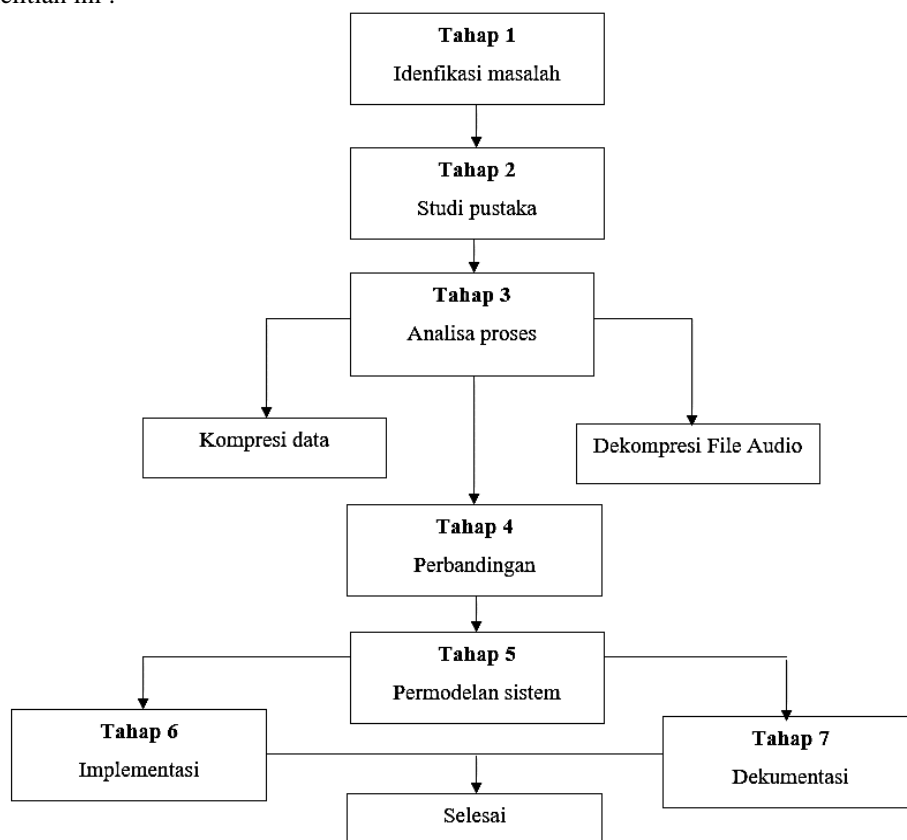 Tahap 1
Idenfikasi masalah
Tahap 2
Studi pustaka
Tahap 3
Analisa proses
Kompresi data
Dekompresi File Audio
Tahap 4
Perbandingan
Tahap 5
Permodelan sistem
Tahap 6
Implementasi
Tahap 7
Dekumentasi
Selesai